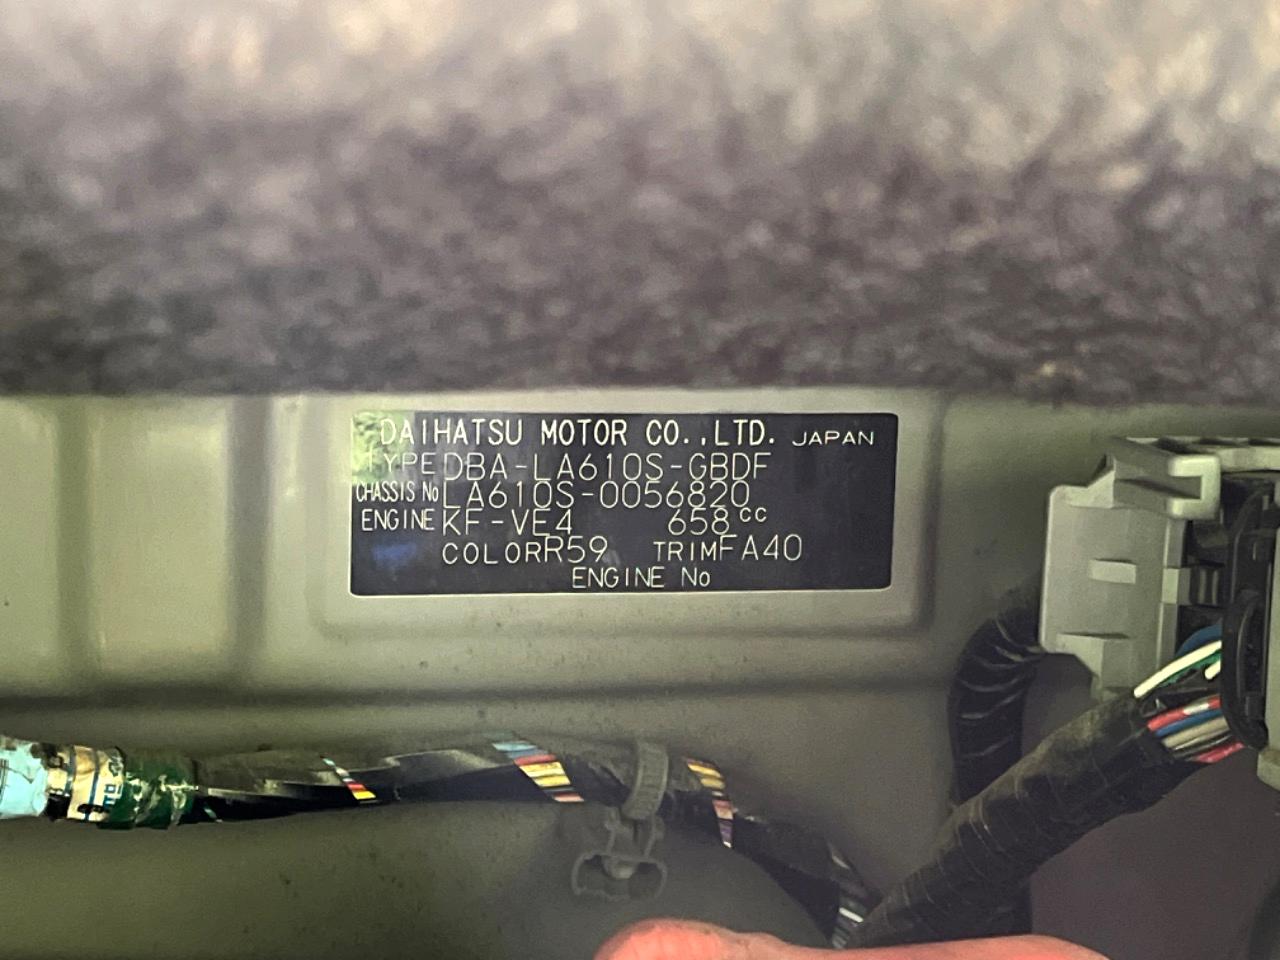 DAIHATSU MOTOR CO.,LTD. JAPAN
TYPE DBA-LA610S-GBDF
CHASSIS No LA610S-0056820
ENGINE KF-VE4 658cc
COLOR R59 TRIM FA40
ENGINE No